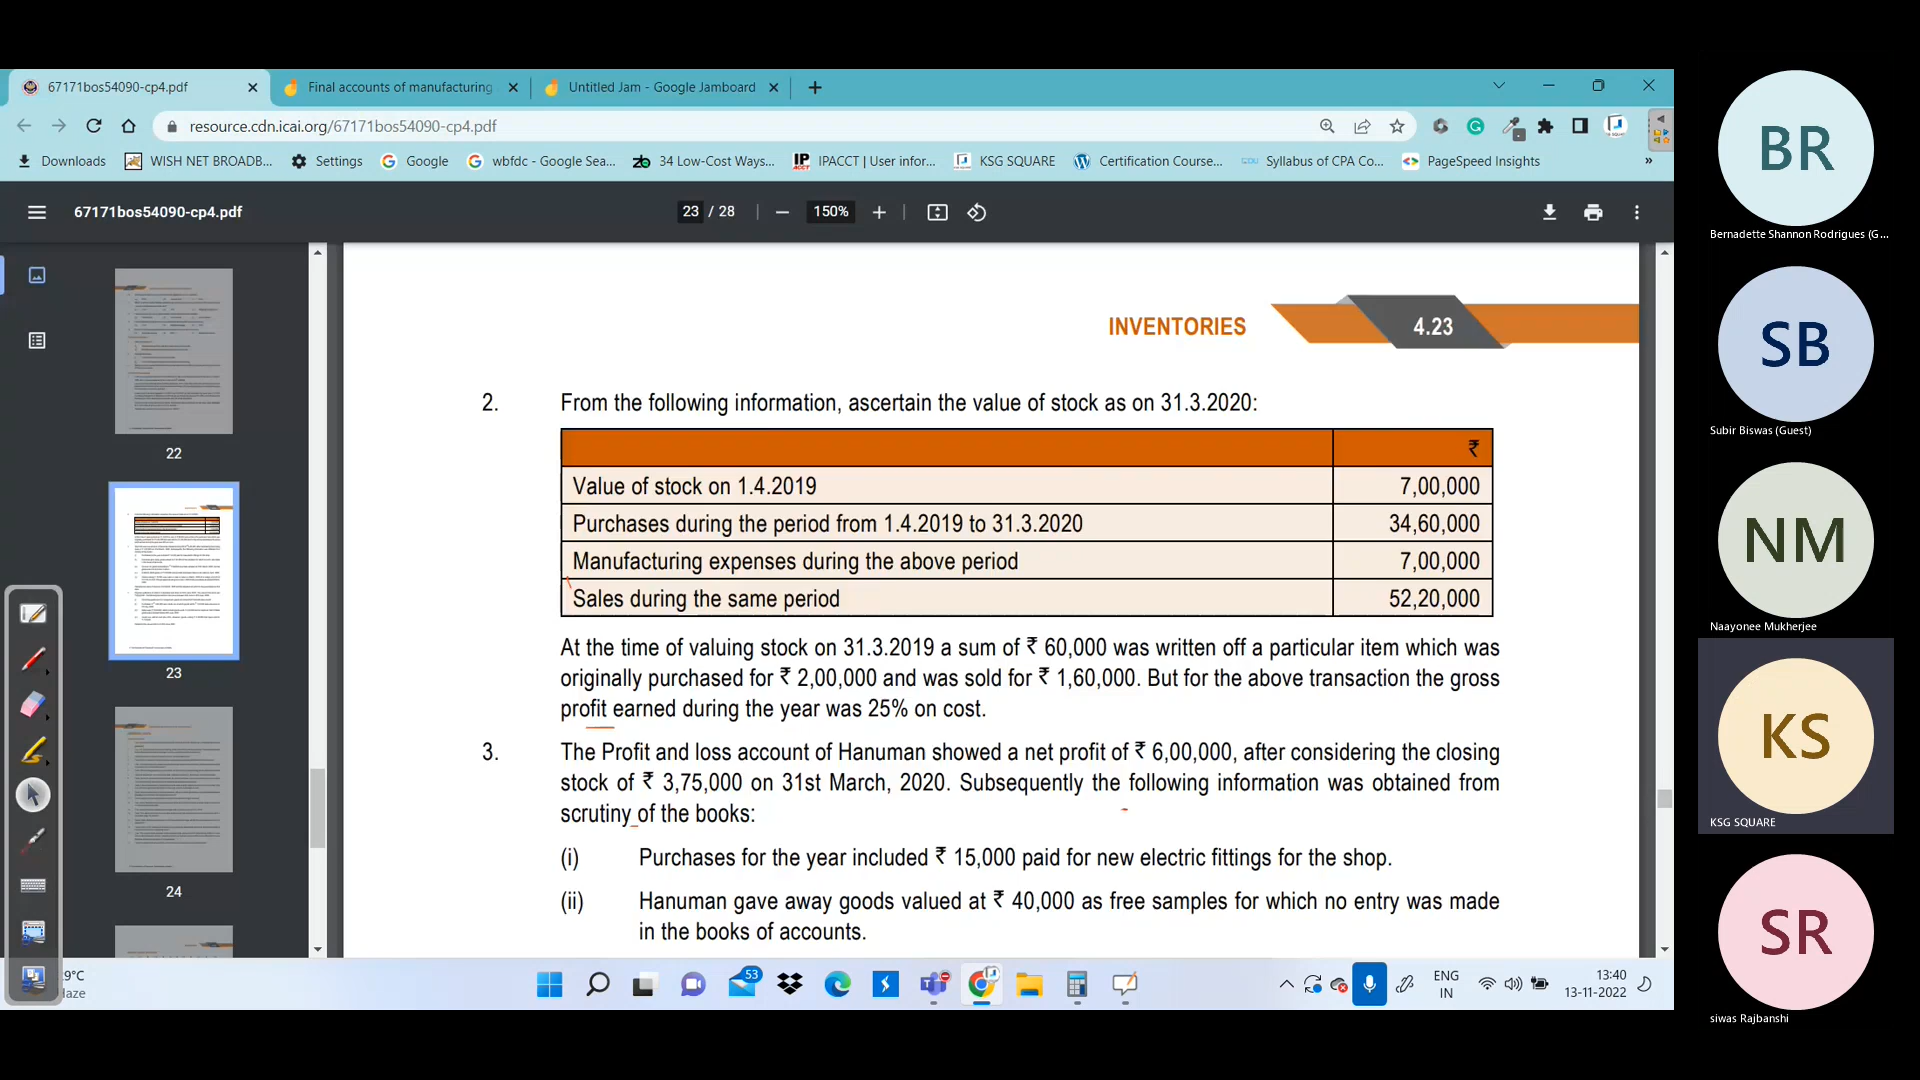 67171bos54090-cp4.pdf
Final accounts of manufacturing
Untitled Jam - Google Jamboard
resource.cdn.icai.org/67171bos54090-cp4.pdf
Downloads
WISH NET BROADB...
Settings
Google
wbfdc - Google Sea...
34 Low-Cost Ways...
IPACCT | User infor...
KSG SQUARE
Certification Course...
Syllabus of CPA Co...
PageSpeed Insights
»
67171bos54090-cp4.pdf
23 / 28
150%
22
23
24
INVENTORIES 4.23
2. From the following information, ascertain the value of stock as on 31.3.2020:
₹
Value of stock on 1.4.2019 7,00,000
Purchases during the period from 1.4.2019 to 31.3.2020 34,60,000
Manufacturing expenses during the above period 7,00,000
Sales during the same period 52,20,000
At the time of valuing stock on 31.3.2019 a sum of ₹ 60,000 was written off a particular item which was
originally purchased for ₹ 2,00,000 and was sold for ₹ 1,60,000. But for the above transaction the gross
profit earned during the year was 25% on cost.
3. The Profit and loss account of Hanuman showed a net profit of ₹ 6,00,000, after considering the closing
stock of ₹ 3,75,000 on 31st March, 2020. Subsequently the following information was obtained from
scrutiny of the books:
(i) Purchases for the year included ₹ 15,000 paid for new electric fittings for the shop.
(ii) Hanuman gave away goods valued at ₹ 40,000 as free samples for which no entry was made
in the books of accounts.
9°C
53
ENG
IN
13:40
13-11-2022
BR
Bernadette Shannon Rodrigues (G...
SB
Subir Biswas (Guest)
NM
Naayonee Mukherjee
KS
KSG SQUARE
SR
siwas Rajbanshi